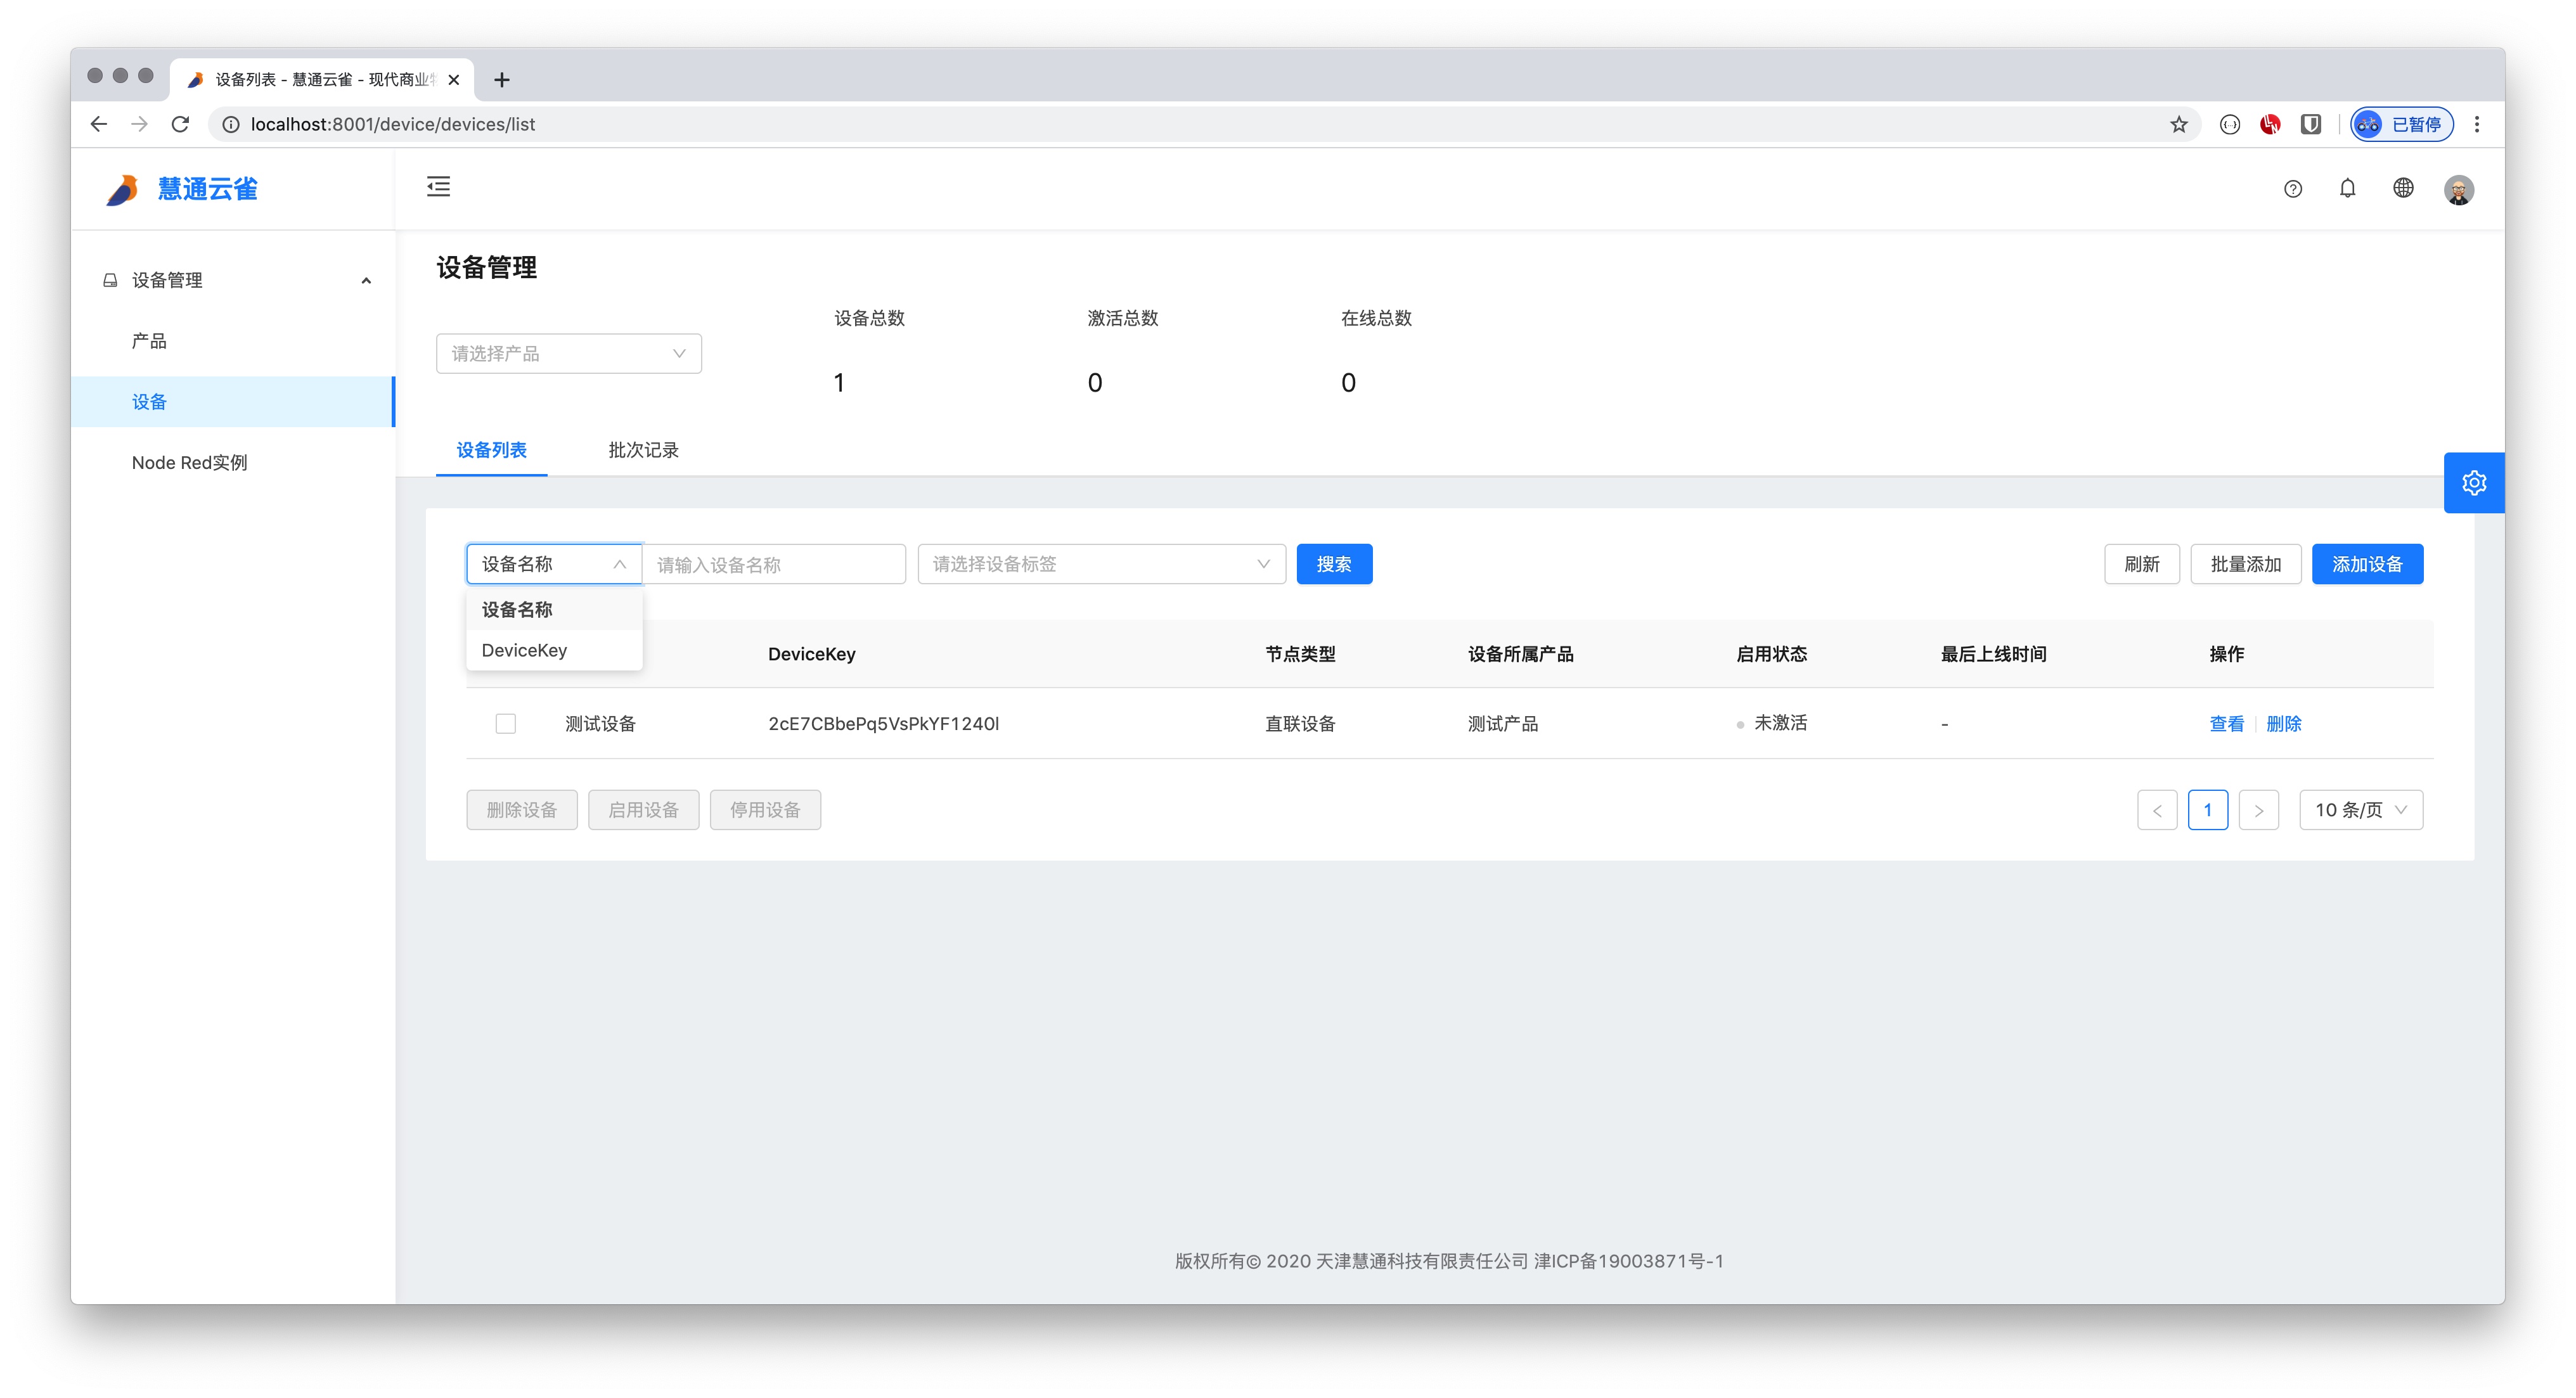 设备列表 - 慧通云雀 - 现代商业
localhost:8001/device/devices/list
已暂停
慧通云雀
设备管理
产品
设备
Node Red实例
设备管理
请选择产品
设备总数
激活总数
在线总数
1
0
0
设备列表
批次记录
设备名称
请输入设备名称
请选择设备标签
搜索
刷新
批量添加
添加设备
设备名称
DeviceKey
DeviceKey
节点类型
设备所属产品
启用状态
最后上线时间
操作
测试设备
2cE7CBbePq5VsPkYF1240l
直联设备
测试产品
未激活
-
查看
删除
删除设备
启用设备
停用设备
1
10 条/页
版权所有© 2020 天津慧通科技有限责任公司 津ICP备19003871号-1